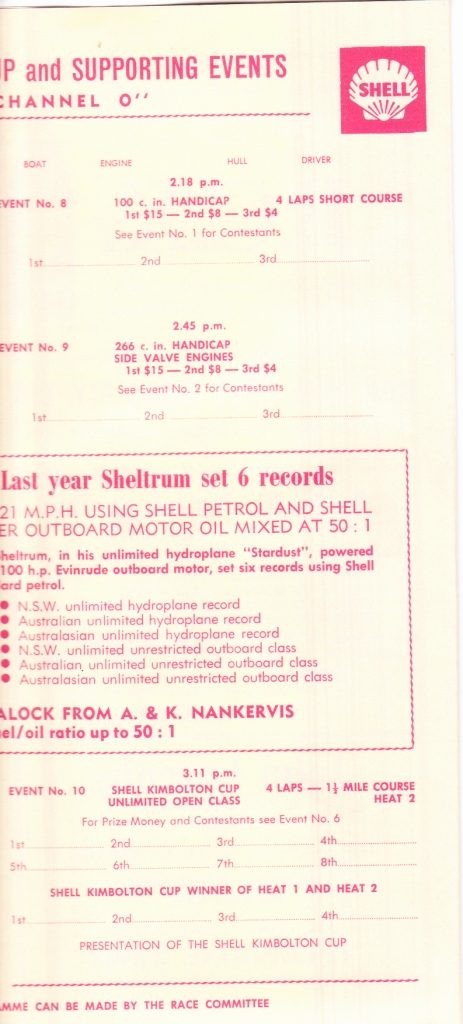 UP and SUPPORTING EVENTS
SHELL
CHANNEL O"
BOAT ENGINE HULL DRIVER
2.18 p.m.
EVENT No. 8 100 c. in. HANDICAP 4 LAPS SHORT COURSE
1st $15 — 2nd $8 — 3rd $4
See Event No. 1 for Contestants
1st 2nd 3rd
2.45 p.m.
EVENT No. 9 266 c. in. HANDICAP
SIDE VALVE ENGINES
1st $15 — 2nd $8 — 3rd $4
See Event No. 2 for Contestants
1st 2nd 3rd
Last year Sheltrum set 6 records
21 M.P.H. USING SHELL PETROL AND SHELL
ER OUTBOARD MOTOR OIL MIXED AT 50 : 1
heltrum, in his unlimited hydroplane "Stardust", powered
100 h.p. Evinrude outboard motor, set six records using Shell
ard petrol.
● N.S.W. unlimited hydroplane record
● Australian unlimited hydroplane record
● Australasian unlimited hydroplane record
● N.S.W. unlimited unrestricted outboard class
● Australian unlimited unrestricted outboard class
● Australasian unlimited unrestricted outboard class
ALOCK FROM A. & K. NANKERVIS
el/oil ratio up to 50 : 1
3.11 p.m.
EVENT No. 10 SHELL KIMBOLTON CUP 4 LAPS — 1½ MILE COURSE
UNLIMITED OPEN CLASS HEAT 2
For Prize Money and Contestants see Event No. 6
1st 2nd 3rd 4th
5th 6th 7th 8th
SHELL KIMBOLTON CUP WINNER OF HEAT 1 AND HEAT 2
1st 2nd 3rd 4th
PRESENTATION OF THE SHELL KIMBOLTON CUP
AMME CAN BE MADE BY THE RACE COMMITTEE